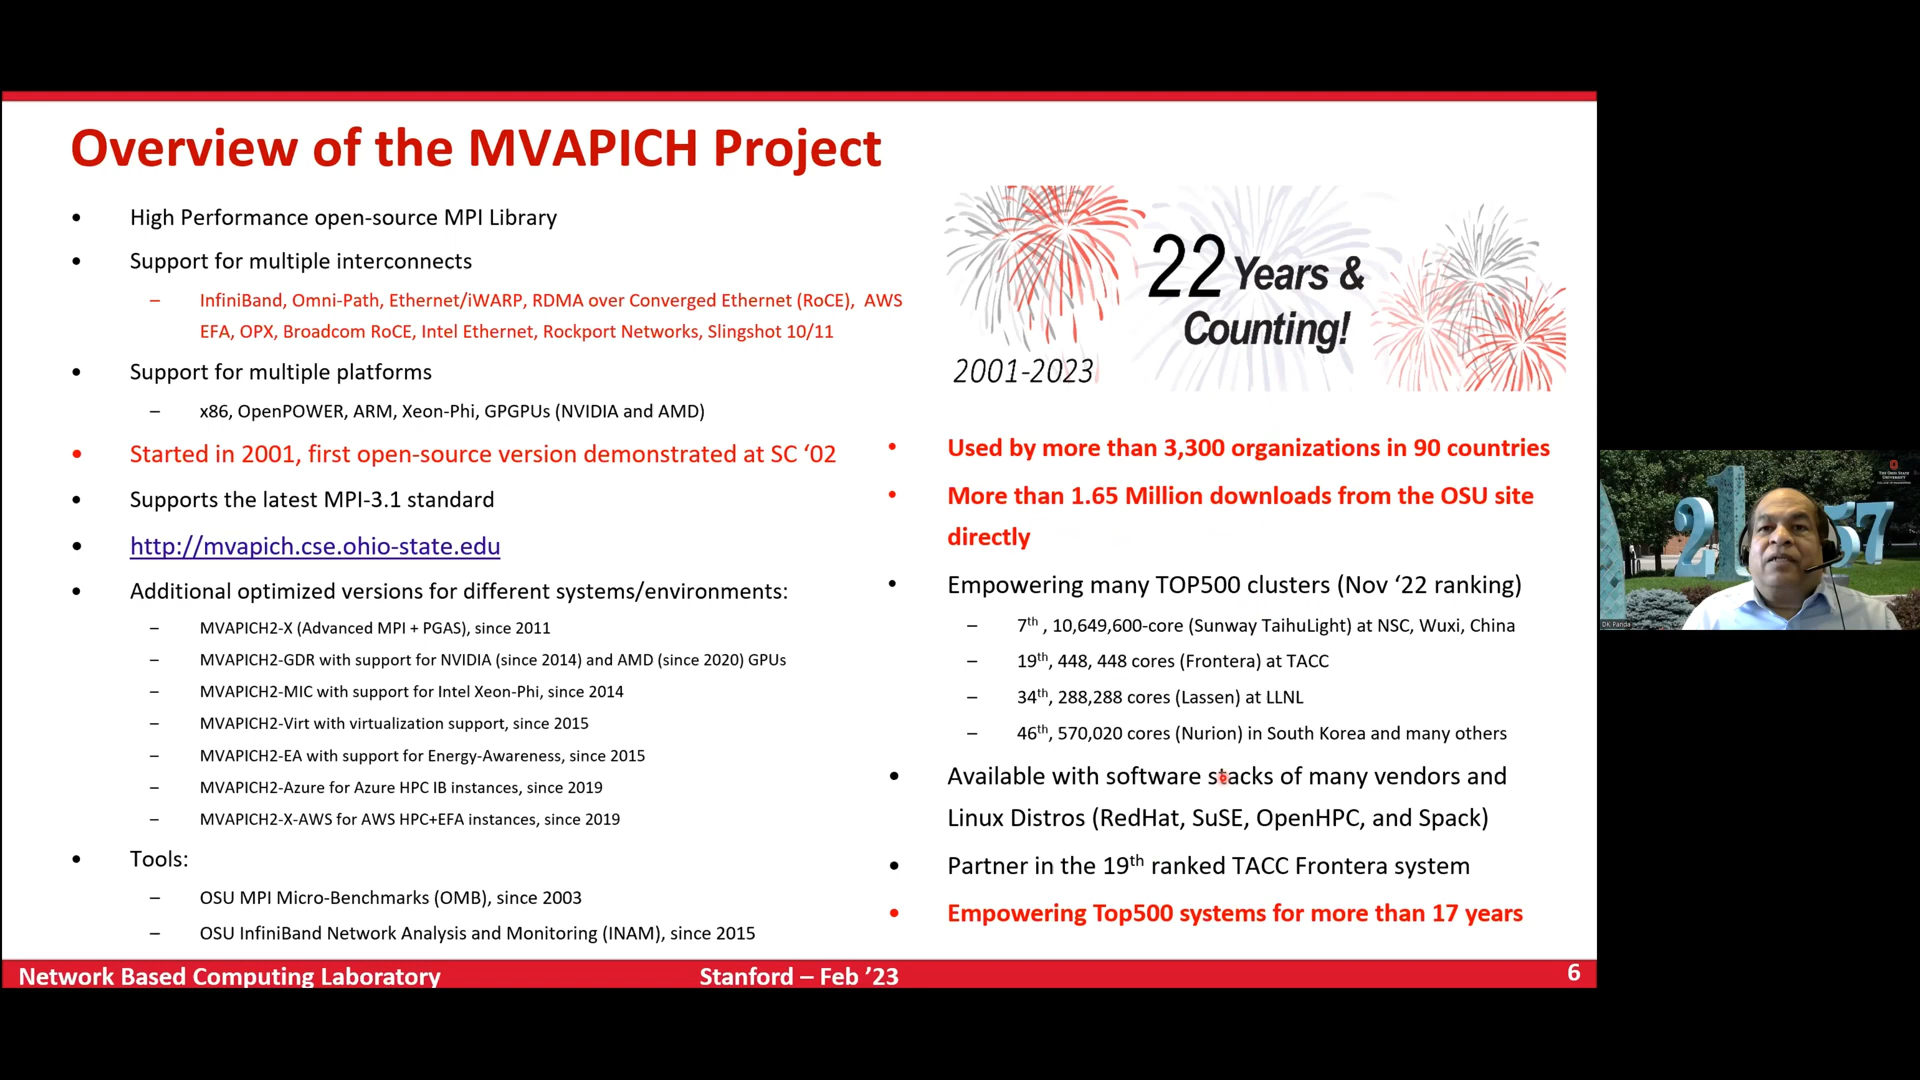 Overview of the MVAPICH Project
• High Performance open-source MPI Library
• Support for multiple interconnects
– InfiniBand, Omni-Path, Ethernet/iWARP, RDMA over Converged Ethernet (RoCE), AWS
EFA, OPX, Broadcom RoCE, Intel Ethernet, Rockport Networks, Slingshot 10/11
• Support for multiple platforms
– x86, OpenPOWER, ARM, Xeon-Phi, GPGPUs (NVIDIA and AMD)
• Started in 2001, first open-source version demonstrated at SC ‘02
• Supports the latest MPI-3.1 standard
• http://mvapich.cse.ohio-state.edu
• Additional optimized versions for different systems/environments:
– MVAPICH2-X (Advanced MPI + PGAS), since 2011
– MVAPICH2-GDR with support for NVIDIA (since 2014) and AMD (since 2020) GPUs
– MVAPICH2-MIC with support for Intel Xeon-Phi, since 2014
– MVAPICH2-Virt with virtualization support, since 2015
– MVAPICH2-EA with support for Energy-Awareness, since 2015
– MVAPICH2-Azure for Azure HPC IB instances, since 2019
– MVAPICH2-X-AWS for AWS HPC+EFA instances, since 2019
• Tools:
– OSU MPI Micro-Benchmarks (OMB), since 2003
– OSU InfiniBand Network Analysis and Monitoring (INAM), since 2015
22 Years &
Counting!
2001-2023
• Used by more than 3,300 organizations in 90 countries
• More than 1.65 Million downloads from the OSU site
directly
• Empowering many TOP500 clusters (Nov ‘22 ranking)
– 7th , 10,649,600-core (Sunway TaihuLight) at NSC, Wuxi, China
– 19th, 448, 448 cores (Frontera) at TACC
– 34th, 288,288 cores (Lassen) at LLNL
– 46th, 570,020 cores (Nurion) in South Korea and many others
• Available with software stacks of many vendors and
Linux Distros (RedHat, SuSE, OpenHPC, and Spack)
• Partner in the 19th ranked TACC Frontera system
• Empowering Top500 systems for more than 17 years
Network Based Computing Laboratory
Stanford – Feb ’23
6
The Ohio State
University
DK Panda